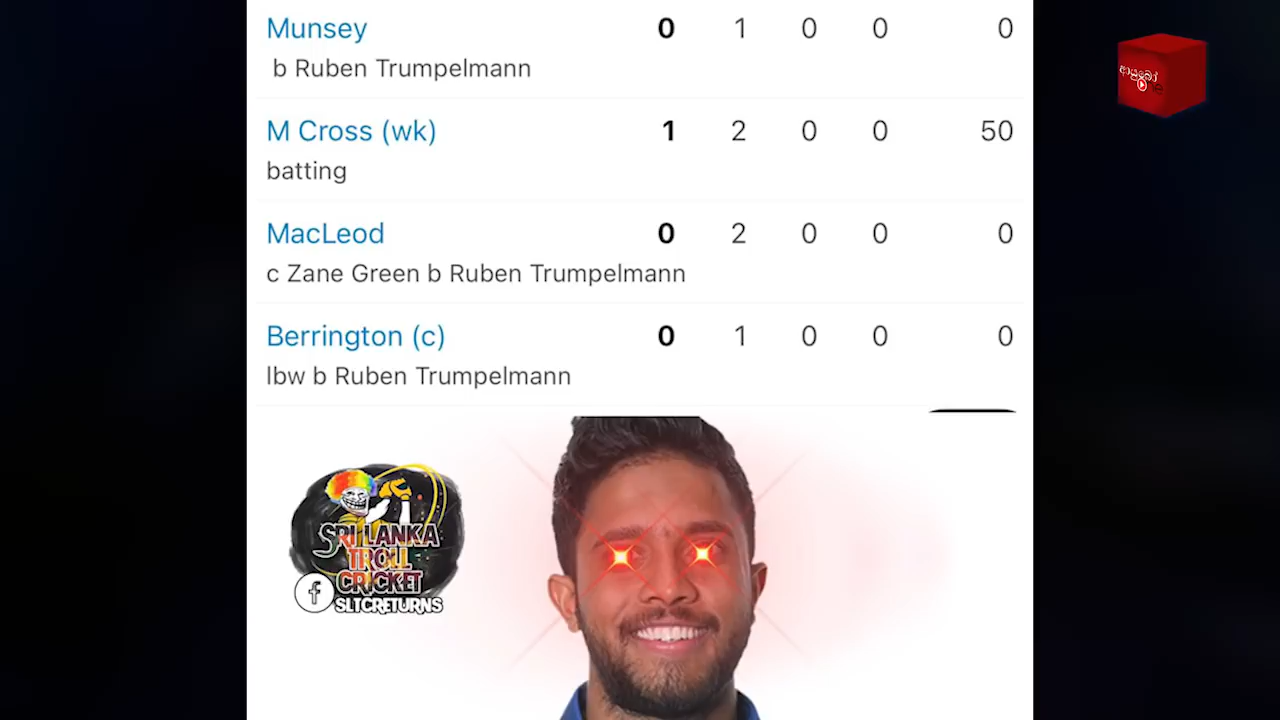 Munsey 0 1 0 0 0
b Ruben Trumpelmann
M Cross (wk) 1 2 0 0 50
batting
MacLeod 0 2 0 0 0
c Zane Green b Ruben Trumpelmann
Berrington (c) 0 1 0 0 0
lbw b Ruben Trumpelmann
SRI LANKA
TROLL
CRICKET
f SLTCRETURNS